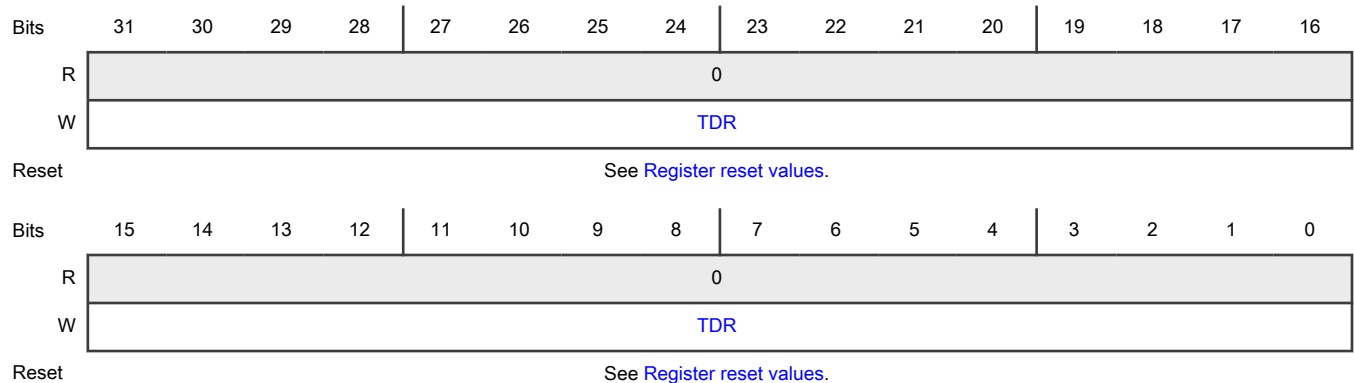 Bits 31 30 29 28 27 26 25 24 23 22 21 20 19 18 17 16
R 0
W TDR
Reset See Register reset values.
Bits 15 14 13 12 11 10 9 8 7 6 5 4 3 2 1 0
R 0
W TDR
Reset See Register reset values.